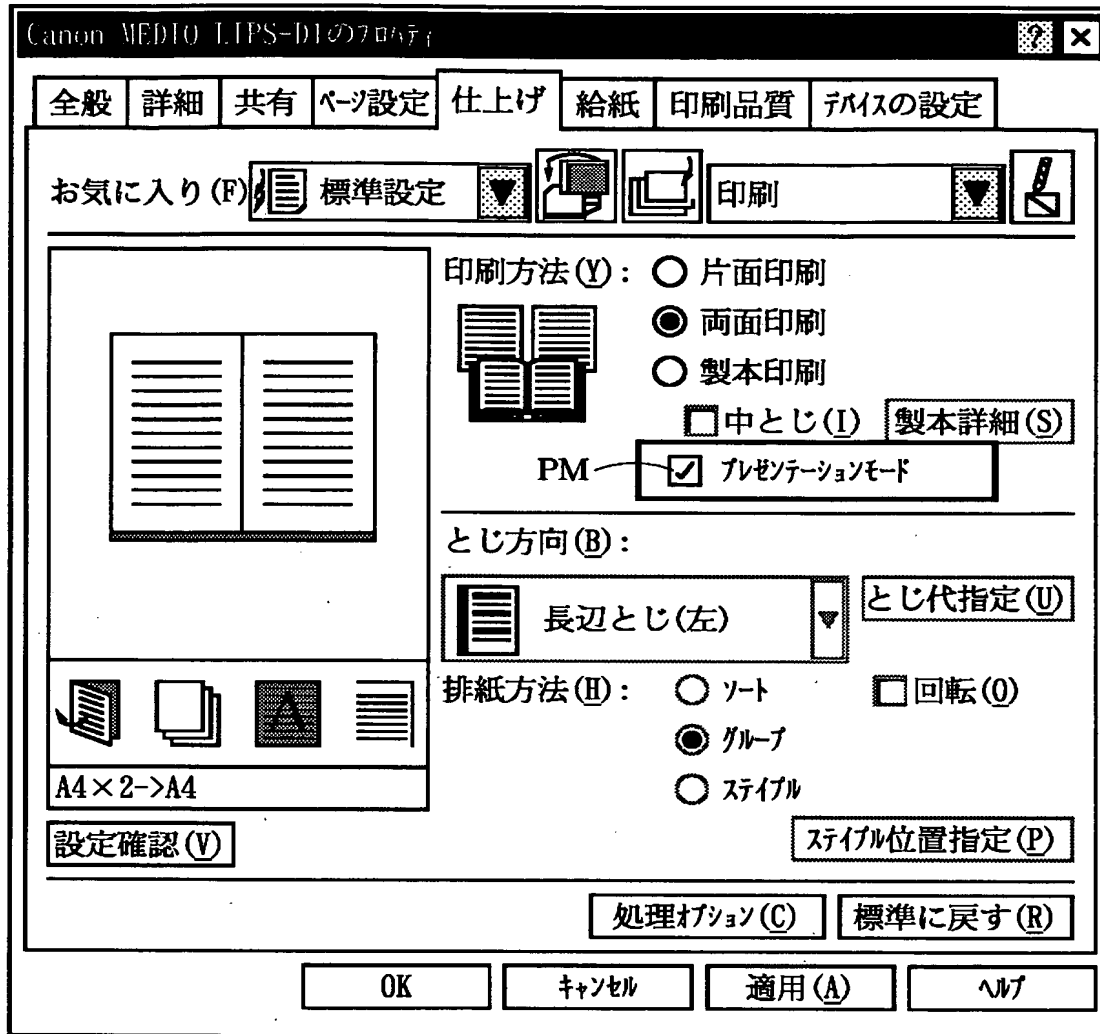 Canon MEDIO LIPS-D1のﾌﾟﾛﾊﾟﾃｨ
全般 詳細 共有 ﾍﾟｰｼﾞ設定 仕上げ 給紙 印刷品質 ﾃﾞﾊﾞｲｽの設定
お気に入り(F) 標準設定 印刷
印刷方法(Y): 片面印刷
両面印刷
製本印刷
中とじ(I) 製本詳細(S)
PM ﾌﾟﾚｾﾞﾝﾃｰｼｮﾝﾓｰﾄﾞ
とじ方向(B):
長辺とじ(左) とじ代指定(U)
排紙方法(H): ｿｰﾄ 回転(O)
ｸﾞﾙｰﾌﾟ
A
A4×2->A4 ｽﾃｲﾌﾟﾙ
設定確認(V) ｽﾃｲﾌﾟﾙ位置指定(P)
処理ｵﾌﾟｼｮﾝ(C) 標準に戻す(R)
OK ｷｬﾝｾﾙ 適用(A) ﾍﾙﾌﾟ